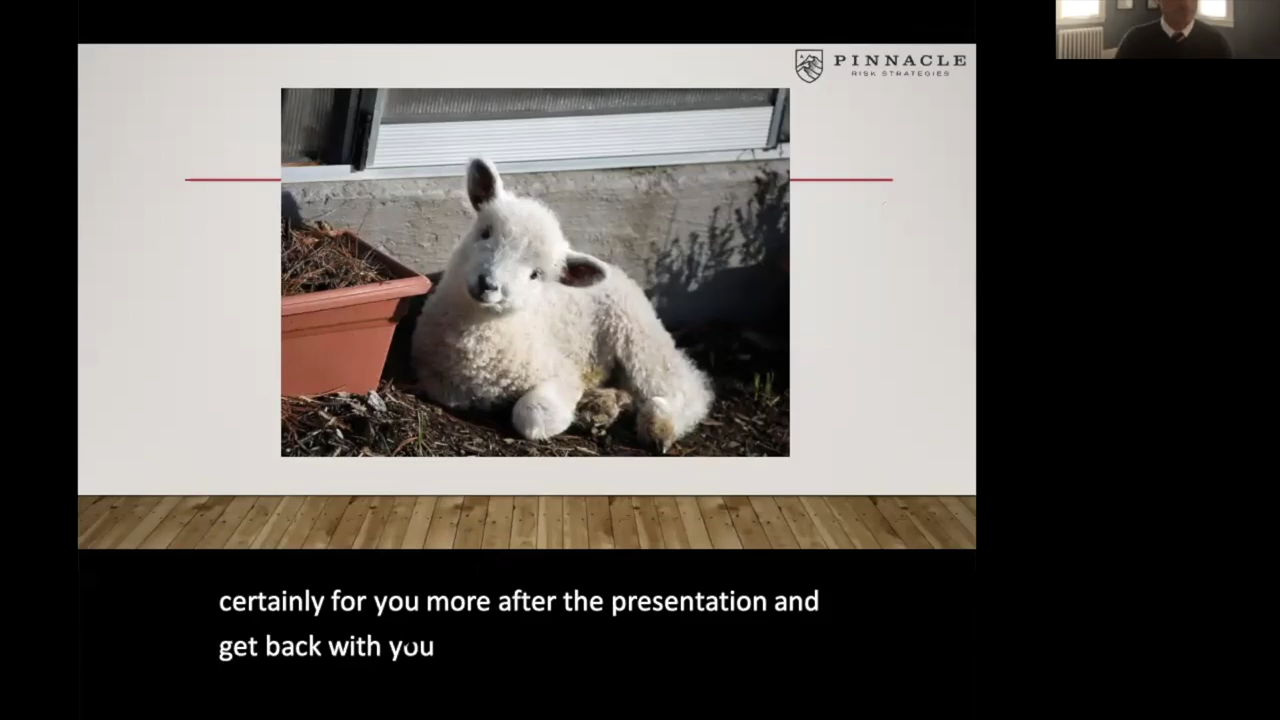 PINNACLE
RISK STRATEGIES
certainly for you more after the presentation and
get back with you